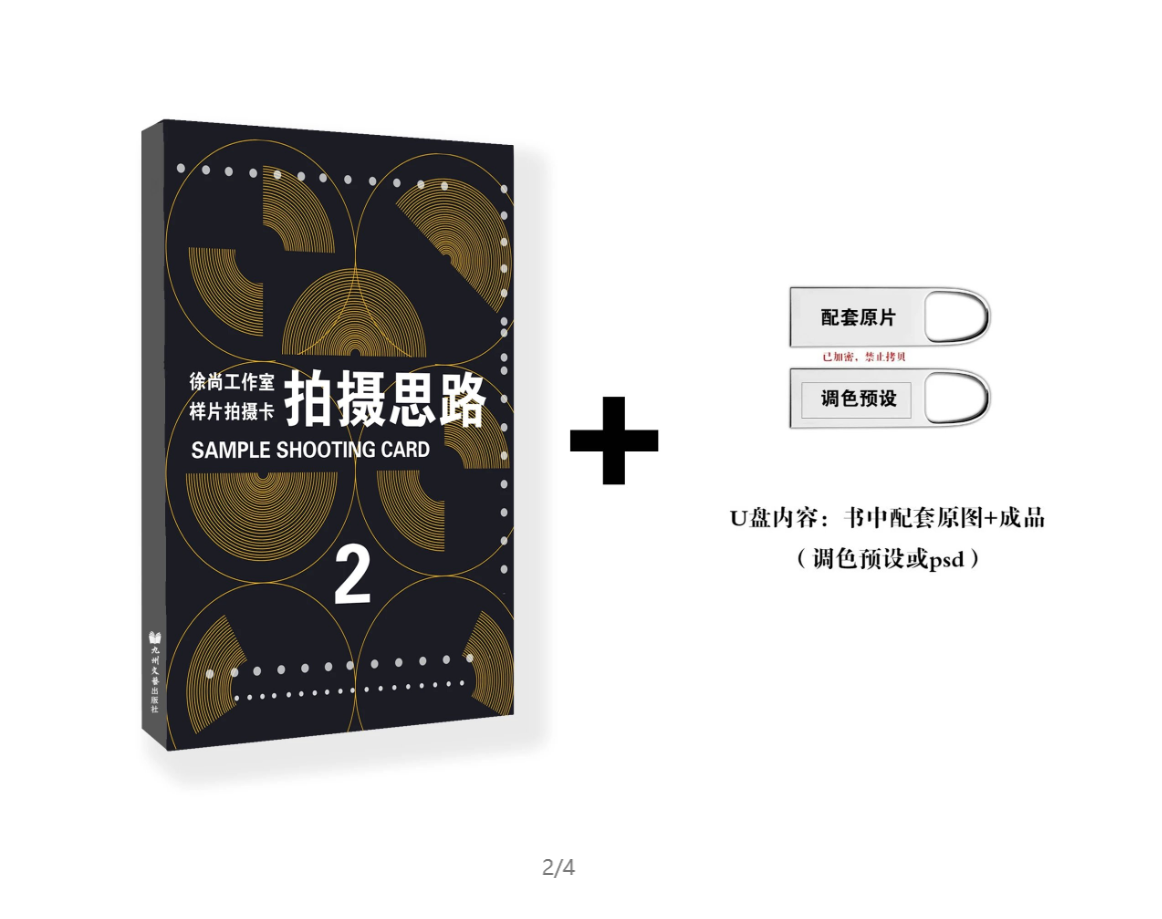 徐尚工作室
样片拍摄卡
拍摄思路
SAMPLE SHOOTING CARD
2
九州文艺出版社
配套原片
已加密，禁止拷贝
调色预设
U盘内容：书中配套原图+成品
（调色预设或psd）
2/4